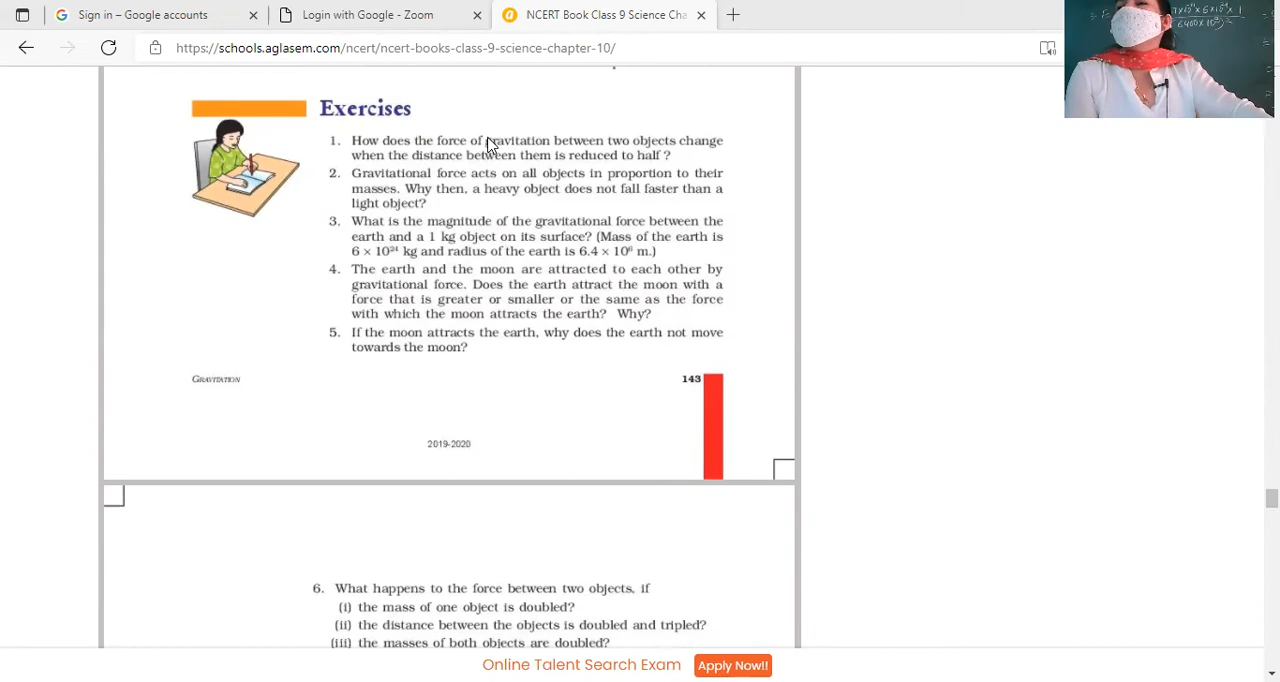 Sign in – Google accounts
Login with Google - Zoom
NCERT Book Class 9 Science Cha
https://schools.aglasem.com/ncert/ncert-books-class-9-science-chapter-10/
Exercises
1. How does the force of gravitation between two objects change
when the distance between them is reduced to half ?
2. Gravitational force acts on all objects in proportion to their
masses. Why then, a heavy object does not fall faster than a
light object?
3. What is the magnitude of the gravitational force between the
earth and a 1 kg object on its surface? (Mass of the earth is
6 × 10²⁴ kg and radius of the earth is 6.4 × 10⁶ m.)
4. The earth and the moon are attracted to each other by
gravitational force. Does the earth attract the moon with a
force that is greater or smaller or the same as the force
with which the moon attracts the earth? Why?
5. If the moon attracts the earth, why does the earth not move
towards the moon?
GRAVITATION
143
2019-2020
6. What happens to the force between two objects, if
(i) the mass of one object is doubled?
(ii) the distance between the objects is doubled and tripled?
(iii) the masses of both objects are doubled?
Online Talent Search Exam
Apply Now!!